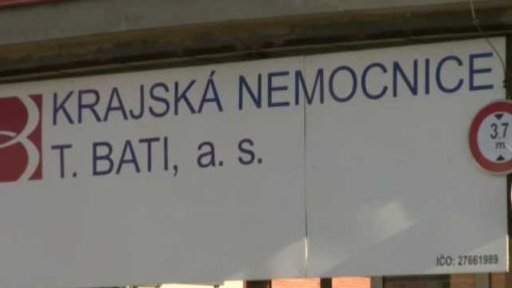 KRAJSKÁ NEMOCNICE
T. BATI, a. s.
3,7
m
IČO: 27661989